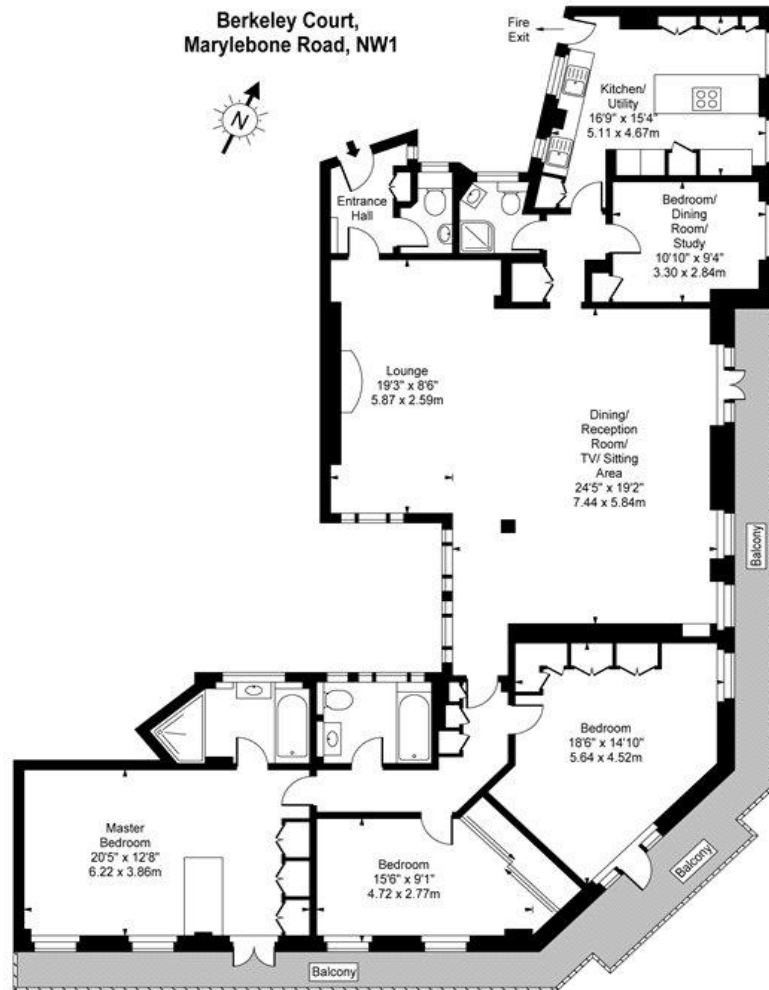 Berkeley Court,
Marylebone Road, NW1
N
Fire
Exit
Kitchen/
Utility
16'9" x 15'4"
5.11 x 4.67m
Entrance
Hall
Bedroom/
Dining
Room/
Study
10'10" x 9'4"
3.30 x 2.84m
Lounge
19'3" x 8'6"
5.87 x 2.59m
Dining/
Reception
Room/
TV/ Sitting
Area
24'5" x 19'2"
7.44 x 5.84m
Balcony
Bedroom
18'6" x 14'10"
5.64 x 4.52m
Master
Bedroom
20'5" x 12'8"
6.22 x 3.86m
Bedroom
15'6" x 9'1"
4.72 x 2.77m
Balcony
Balcony